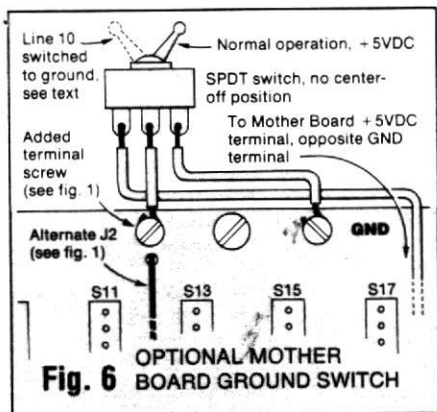 Line 10
switched
to ground,
see text
Normal operation, +5VDC
SPDT switch, no center-
off position
To Mother Board +5VDC
terminal, opposite GND
terminal
Added
terminal
screw
(see fig. 1)
Alternate J2
(see fig. 1)
GND
S11
S13
S15
S17
Fig. 6 OPTIONAL MOTHER
BOARD GROUND SWITCH